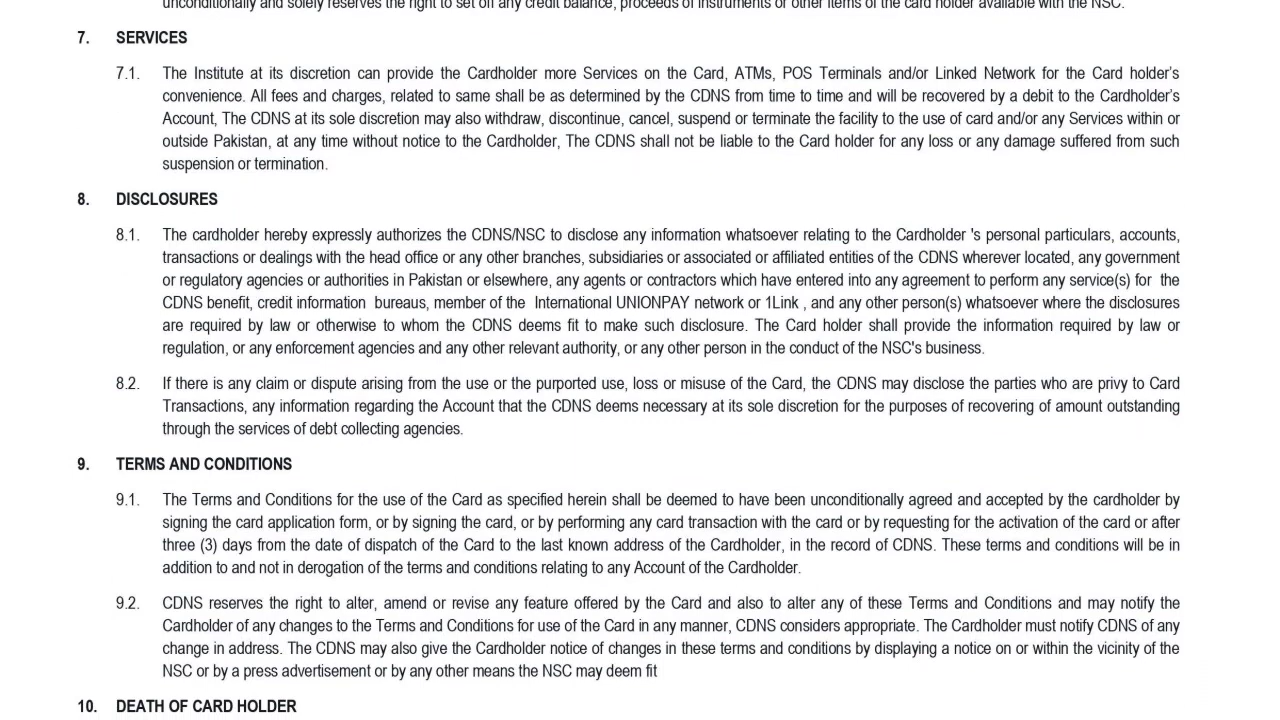 unconditionally and solely reserves the right to set off any credit balance, proceeds of instruments or other items of the card holder available with the NSC.
7. SERVICES
7.1. The Institute at its discretion can provide the Cardholder more Services on the Card, ATMs, POS Terminals and/or Linked Network for the Card holder's
convenience. All fees and charges, related to same shall be as determined by the CDNS from time to time and will be recovered by a debit to the Cardholder's
Account, The CDNS at its sole discretion may also withdraw, discontinue, cancel, suspend or terminate the facility to the use of card and/or any Services within or
outside Pakistan, at any time without notice to the Cardholder, The CDNS shall not be liable to the Card holder for any loss or any damage suffered from such
suspension or termination.
8. DISCLOSURES
8.1. The cardholder hereby expressly authorizes the CDNS/NSC to disclose any information whatsoever relating to the Cardholder 's personal particulars, accounts,
transactions or dealings with the head office or any other branches, subsidiaries or associated or affiliated entities of the CDNS wherever located, any government
or regulatory agencies or authorities in Pakistan or elsewhere, any agents or contractors which have entered into any agreement to perform any service(s) for the
CDNS benefit, credit information bureaus, member of the International UNIONPAY network or 1Link , and any other person(s) whatsoever where the disclosures
are required by law or otherwise to whom the CDNS deems fit to make such disclosure. The Card holder shall provide the information required by law or
regulation, or any enforcement agencies and any other relevant authority, or any other person in the conduct of the NSC's business.
8.2. If there is any claim or dispute arising from the use or the purported use, loss or misuse of the Card, the CDNS may disclose the parties who are privy to Card
Transactions, any information regarding the Account that the CDNS deems necessary at its sole discretion for the purposes of recovering of amount outstanding
through the services of debt collecting agencies.
9. TERMS AND CONDITIONS
9.1. The Terms and Conditions for the use of the Card as specified herein shall be deemed to have been unconditionally agreed and accepted by the cardholder by
signing the card application form, or by signing the card, or by performing any card transaction with the card or by requesting for the activation of the card or after
three (3) days from the date of dispatch of the Card to the last known address of the Cardholder, in the record of CDNS. These terms and conditions will be in
addition to and not in derogation of the terms and conditions relating to any Account of the Cardholder.
9.2. CDNS reserves the right to alter, amend or revise any feature offered by the Card and also to alter any of these Terms and Conditions and may notify the
Cardholder of any changes to the Terms and Conditions for use of the Card in any manner, CDNS considers appropriate. The Cardholder must notify CDNS of any
change in address. The CDNS may also give the Cardholder notice of changes in these terms and conditions by displaying a notice on or within the vicinity of the
NSC or by a press advertisement or by any other means the NSC may deem fit
10. DEATH OF CARD HOLDER